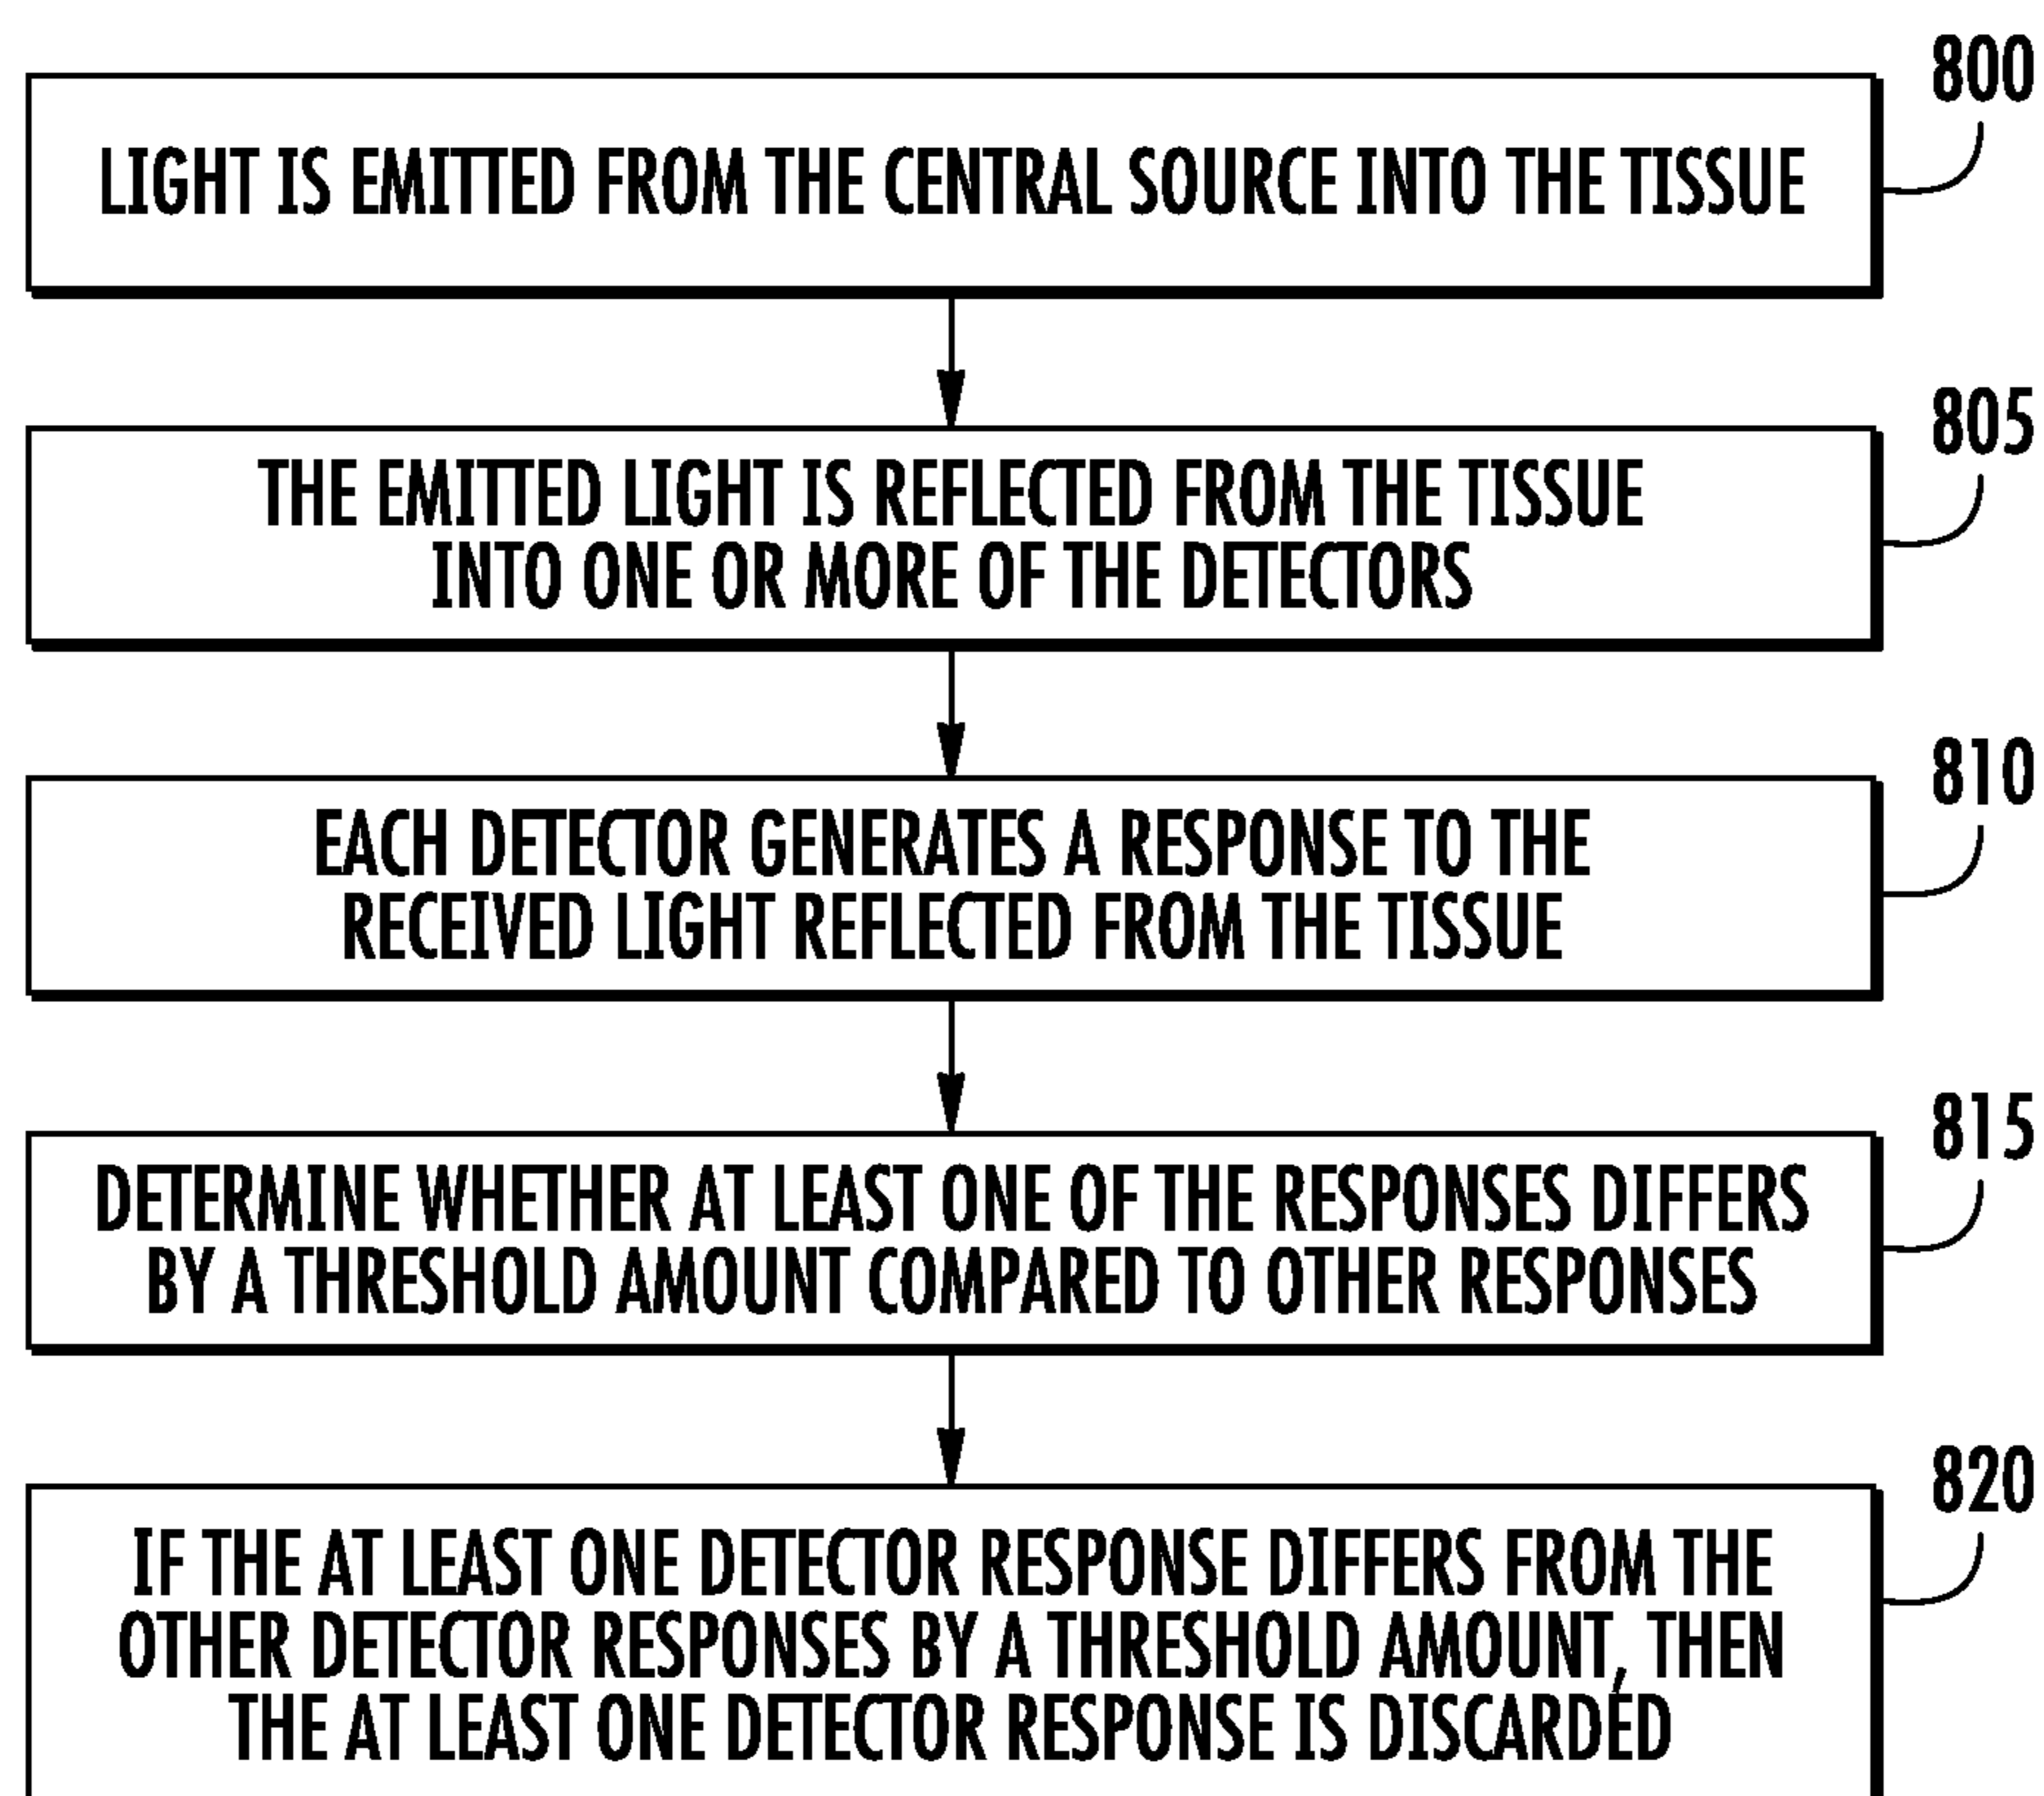 800
LIGHT IS EMITTED FROM THE CENTRAL SOURCE INTO THE TISSUE
805
THE EMITTED LIGHT IS REFLECTED FROM THE TISSUE
INTO ONE OR MORE OF THE DETECTORS
810
EACH DETECTOR GENERATES A RESPONSE TO THE
RECEIVED LIGHT REFLECTED FROM THE TISSUE
815
DETERMINE WHETHER AT LEAST ONE OF THE RESPONSES DIFFERS
BY A THRESHOLD AMOUNT COMPARED TO OTHER RESPONSES
820
IF THE AT LEAST ONE DETECTOR RESPONSE DIFFERS FROM THE
OTHER DETECTOR RESPONSES BY A THRESHOLD AMOUNT, THEN
THE AT LEAST ONE DETECTOR RESPONSE IS DISCARDED